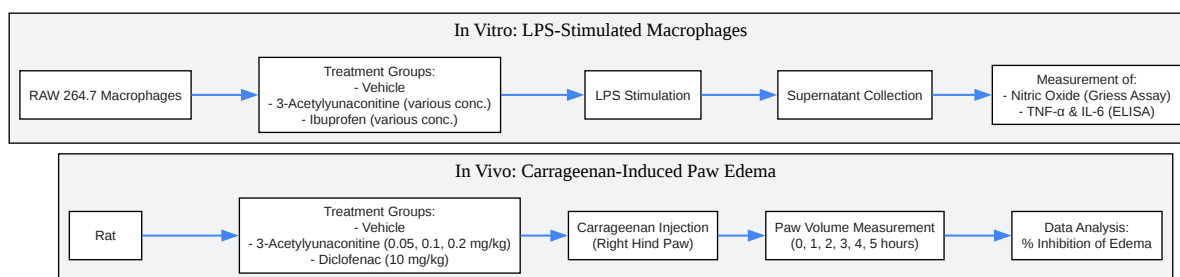 In Vitro: LPS-Stimulated Macrophages
RAW 264.7 Macrophages
Treatment Groups:
- Vehicle
- 3-Acetylyunaconitine (various conc.)
- Ibuprofen (various conc.)
LPS Stimulation
Supernatant Collection
Measurement of:
- Nitric Oxide (Griess Assay)
- TNF-α & IL-6 (ELISA)
In Vivo: Carrageenan-Induced Paw Edema
Rat
Treatment Groups:
- Vehicle
- 3-Acetylyunaconitine (0.05, 0.1, 0.2 mg/kg)
- Diclofenac (10 mg/kg)
Carrageenan Injection
(Right Hind Paw)
Paw Volume Measurement
(0, 1, 2, 3, 4, 5 hours)
Data Analysis:
% Inhibition of Edema